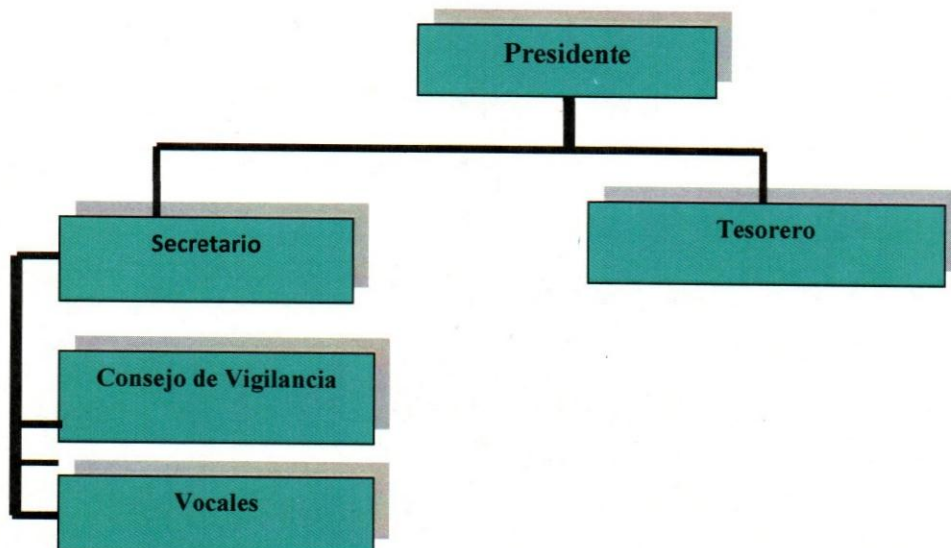 Presidente
Secretario
Tesorero
Consejo de Vigilancia
Vocales